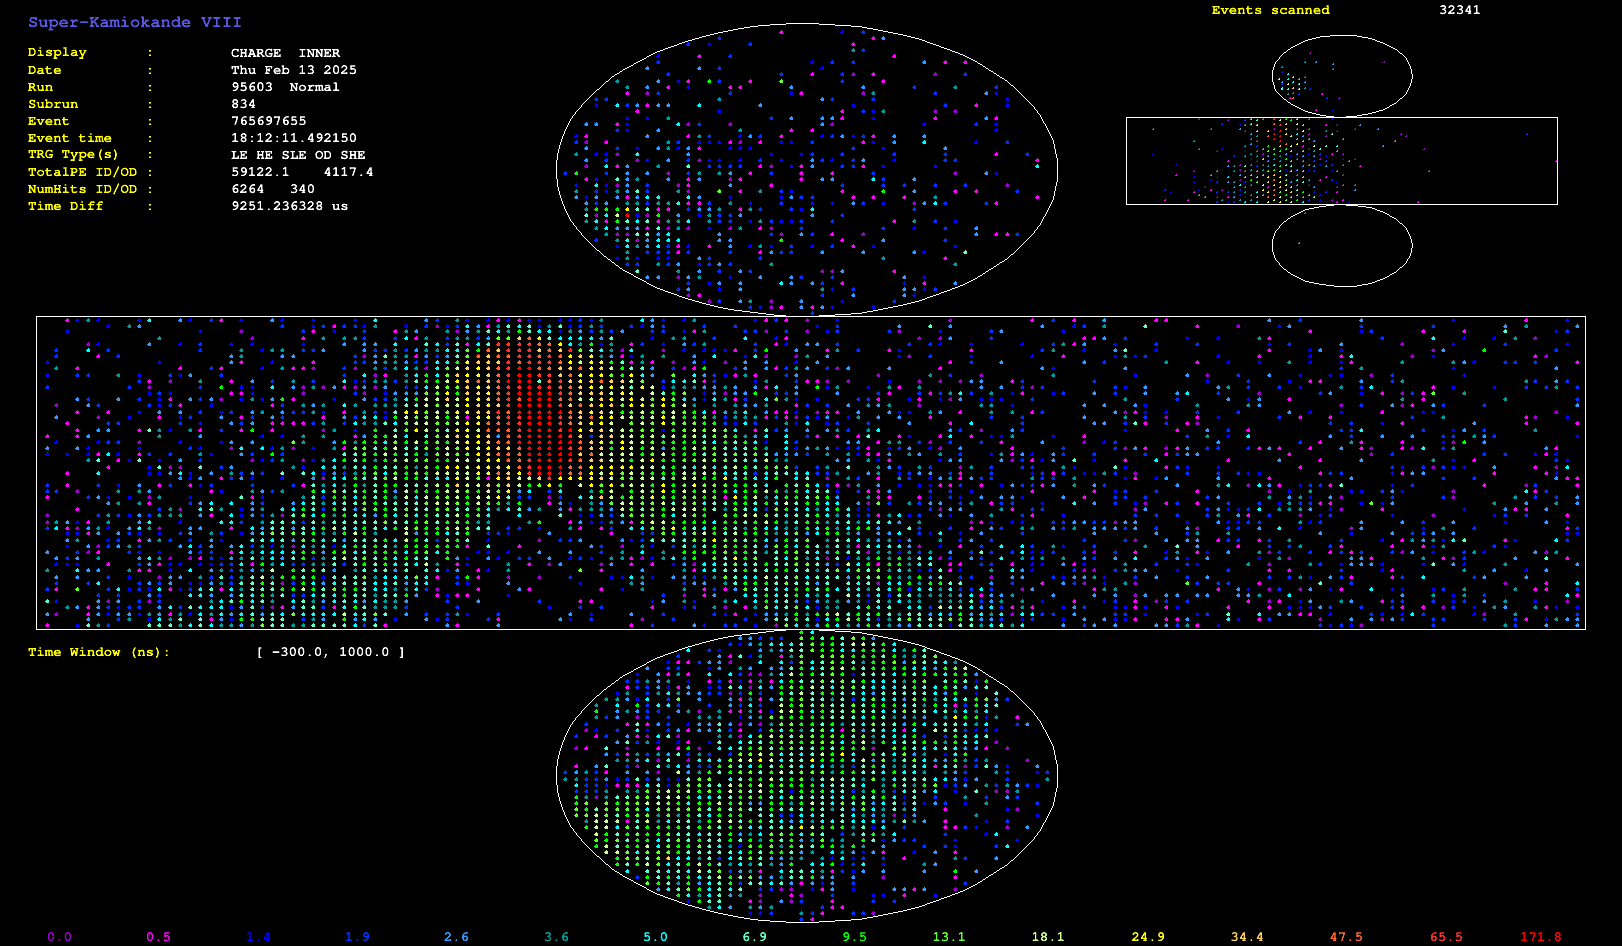 Super-Kamiokande VIII
Events scanned 32341
Display : CHARGE INNER
Date : Thu Feb 13 2025
Run : 95603 Normal
Subrun : 834
Event : 765697655
Event time : 18:12:11.492150
TRG Type(s) : LE HE SLE OD SHE
TotalPE ID/OD : 59122.1 4117.4
NumHits ID/OD : 6264 340
Time Diff : 9251.236328 us
Time Window (ns): [ -300.0, 1000.0 ]
0.0 0.5 1.4 1.9 2.6 3.6 5.0 6.9 9.5 13.1 18.1 24.9 34.4 47.5 65.5 171.8